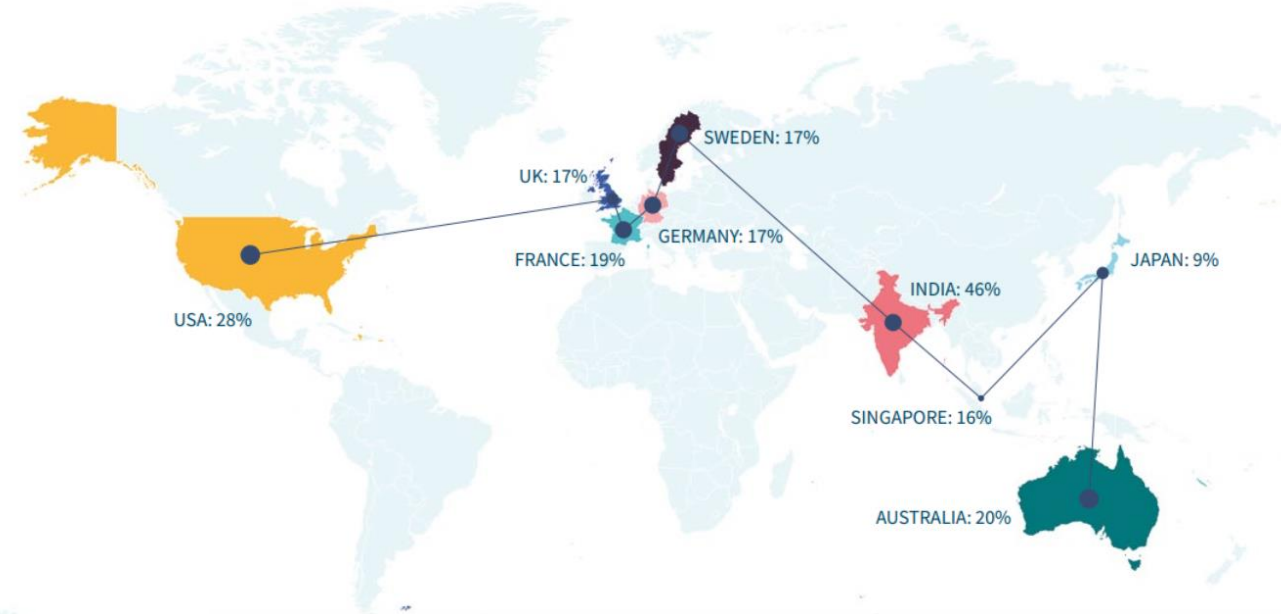 SWEDEN: 17%
UK: 17%
GERMANY: 17%
FRANCE: 19%
JAPAN: 9%
INDIA: 46%
USA: 28%
SINGAPORE: 16%
AUSTRALIA: 20%